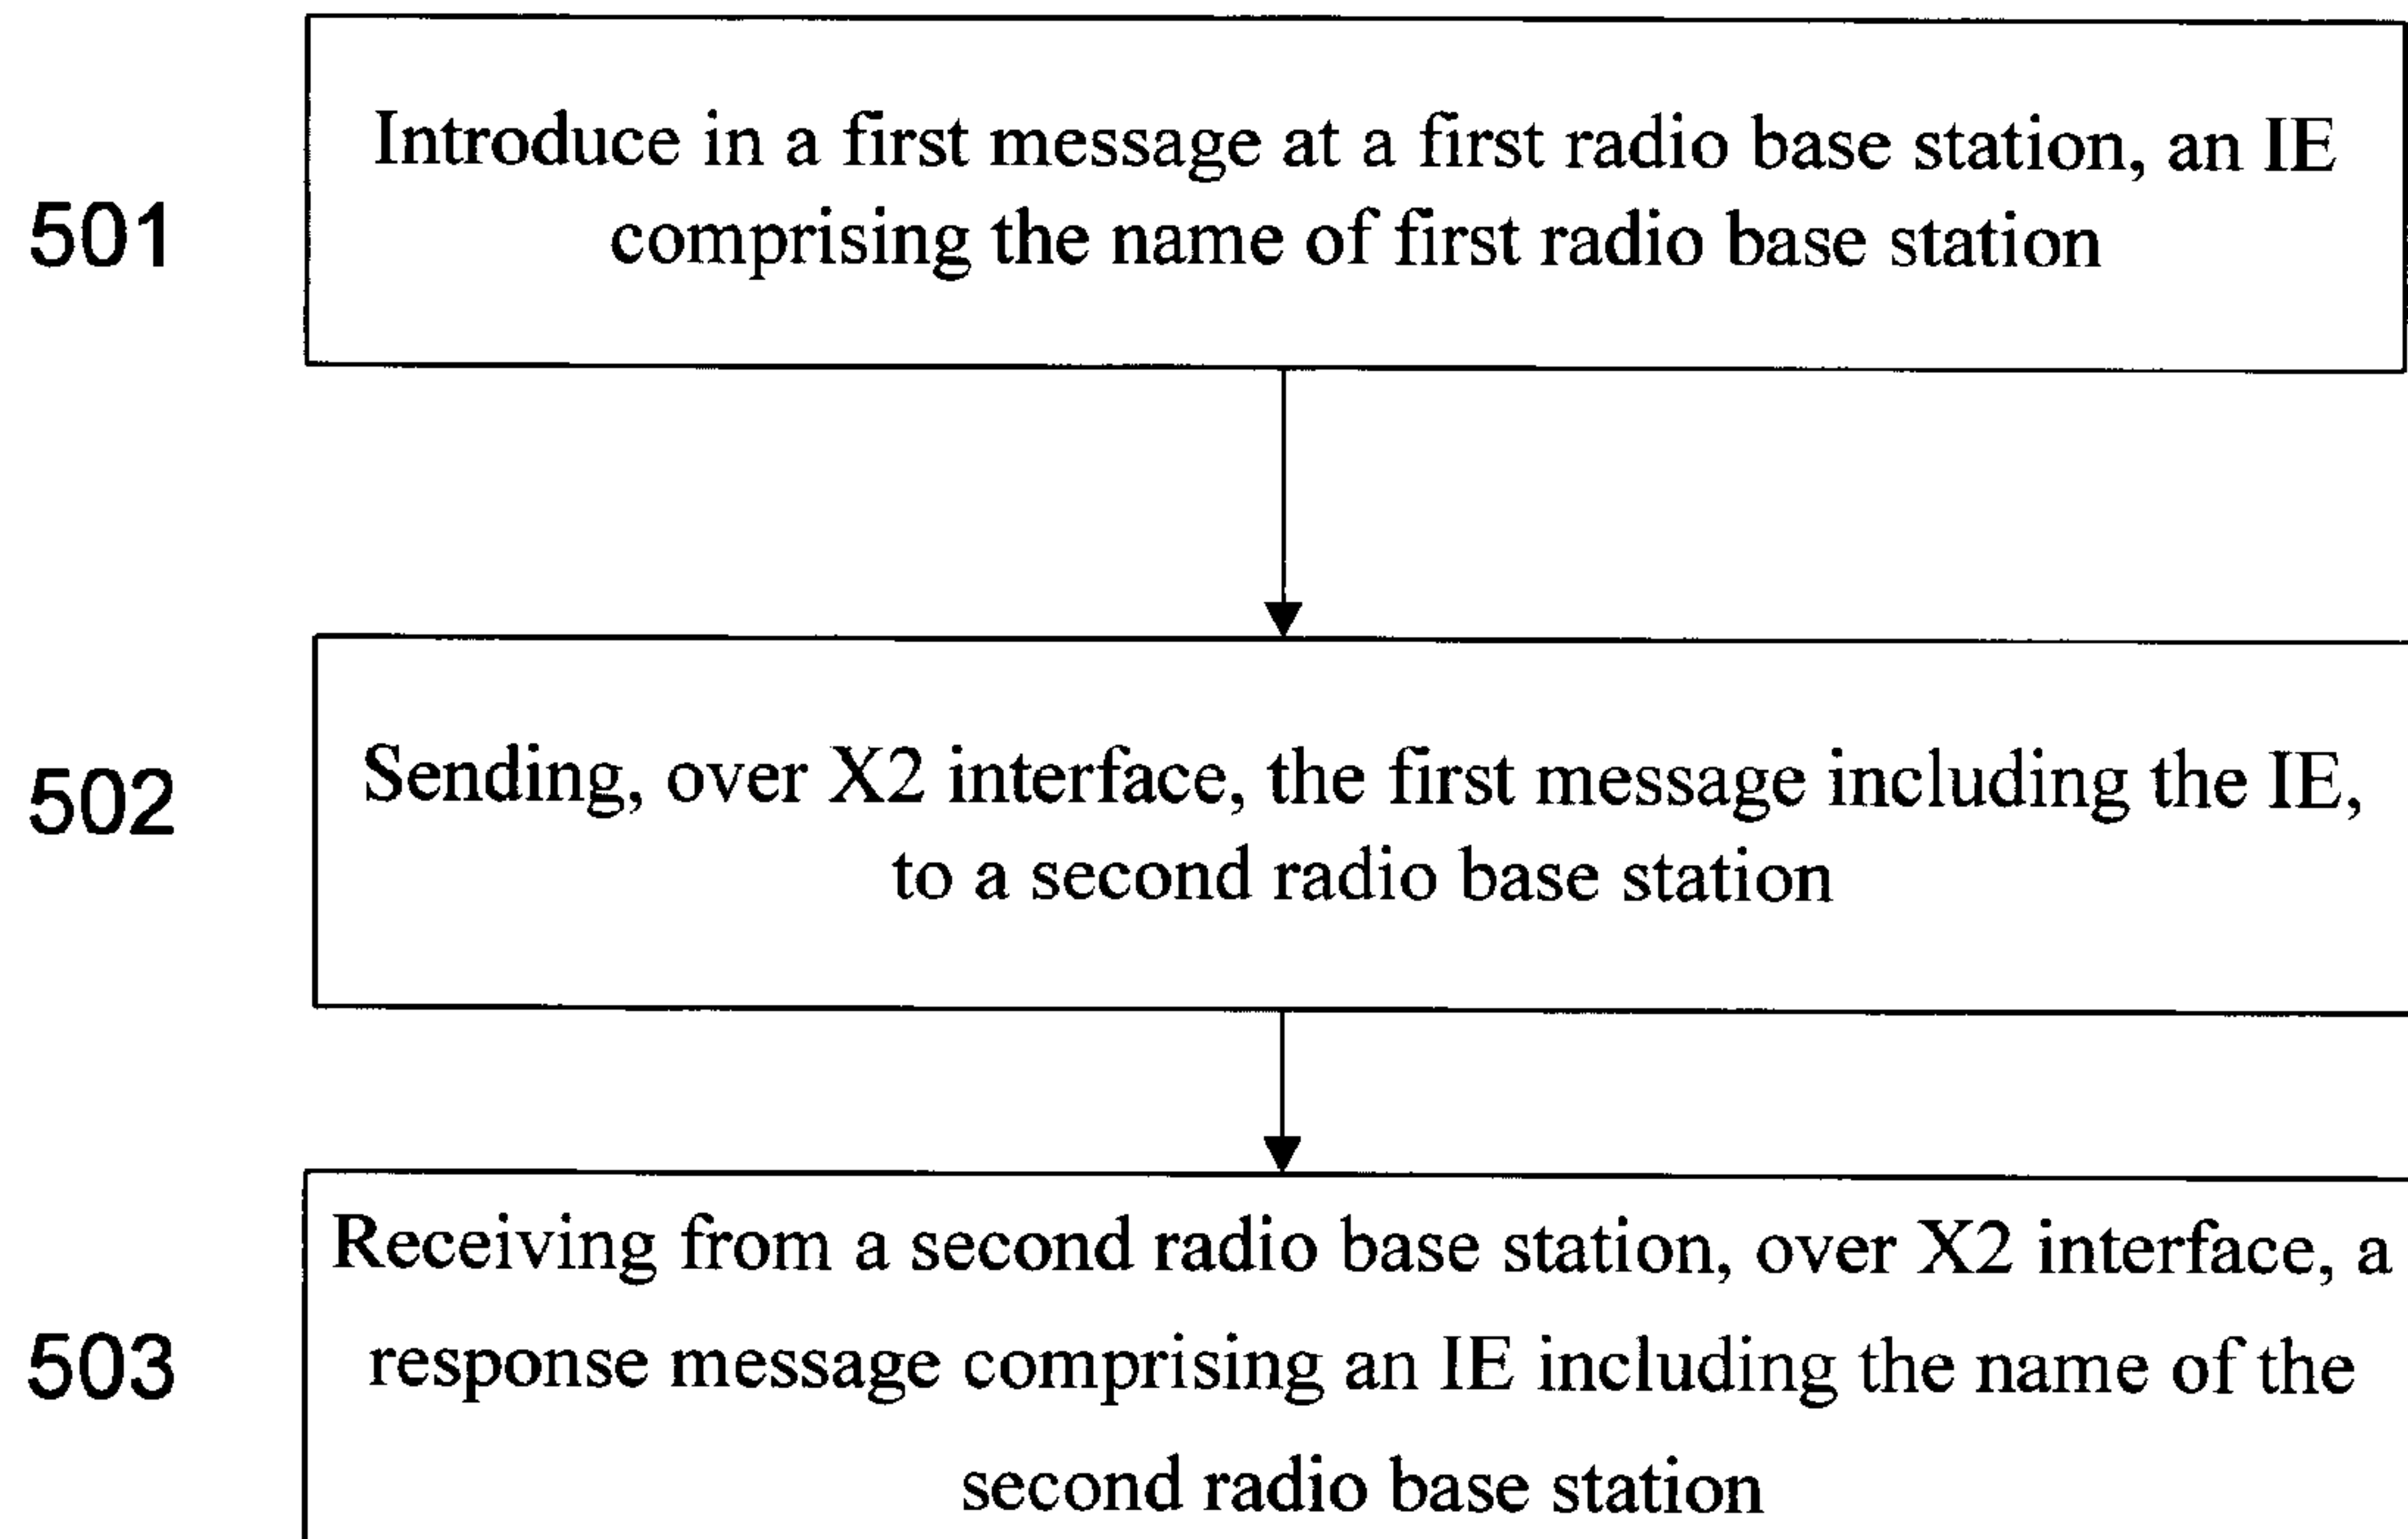 Introduce in a first message at a first radio base station, an IE
comprising the name of first radio base station
501
Sending, over X2 interface, the first message including the IE,
to a second radio base station
502
Receiving from a second radio base station, over X2 interface, a
response message comprising an IE including the name of the
second radio base station
503